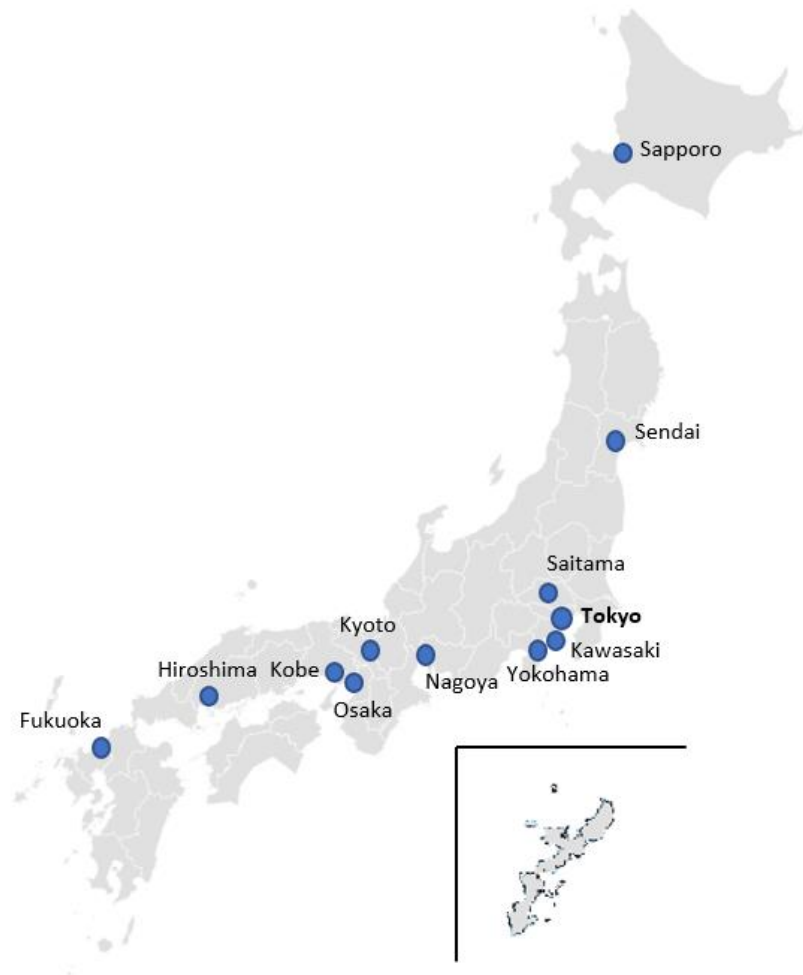 Sapporo
Sendai
Saitama
Tokyo
Kyoto
Kawasaki
Hiroshima
Kobe
Yokohama
Nagoya
Osaka
Fukuoka